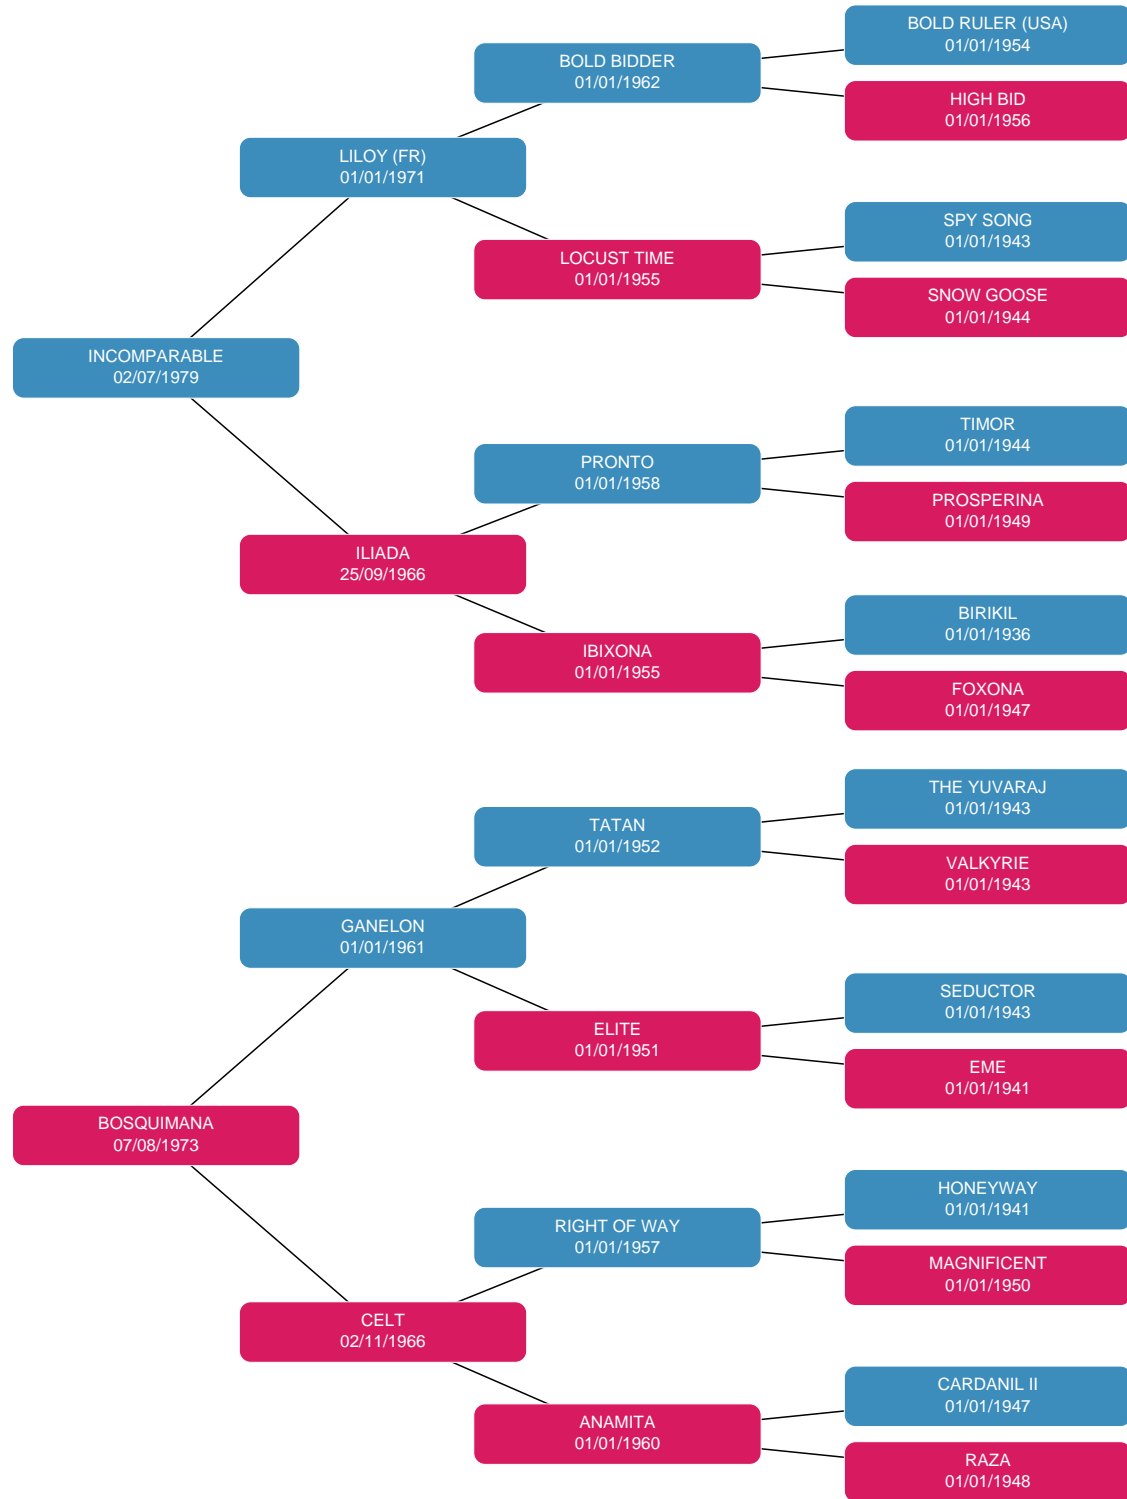 BOLD RULER (USA)
01/01/1954
BOLD BIDDER
01/01/1962
HIGH BID
01/01/1956
LILOY (FR)
01/01/1971
SPY SONG
01/01/1943
LOCUST TIME
01/01/1955
SNOW GOOSE
01/01/1944
INCOMPARABLE
02/07/1979
TIMOR
01/01/1944
PRONTO
01/01/1958
PROSPERINA
01/01/1949
ILIADA
25/09/1966
BIRIKIL
01/01/1936
IBIXONA
01/01/1955
FOXONA
01/01/1947
THE YUVARAJ
01/01/1943
TATAN
01/01/1952
VALKYRIE
01/01/1943
GANELON
01/01/1961
SEDUCTOR
01/01/1943
ELITE
01/01/1951
EME
01/01/1941
BOSQUIMANA
07/08/1973
HONEYWAY
01/01/1941
RIGHT OF WAY
01/01/1957
MAGNIFICENT
01/01/1950
CELT
02/11/1966
CARDANIL II
01/01/1947
ANAMITA
01/01/1960
RAZA
01/01/1948